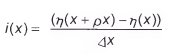 i(x) = (η(x + ρx) − η(x)) / Δx